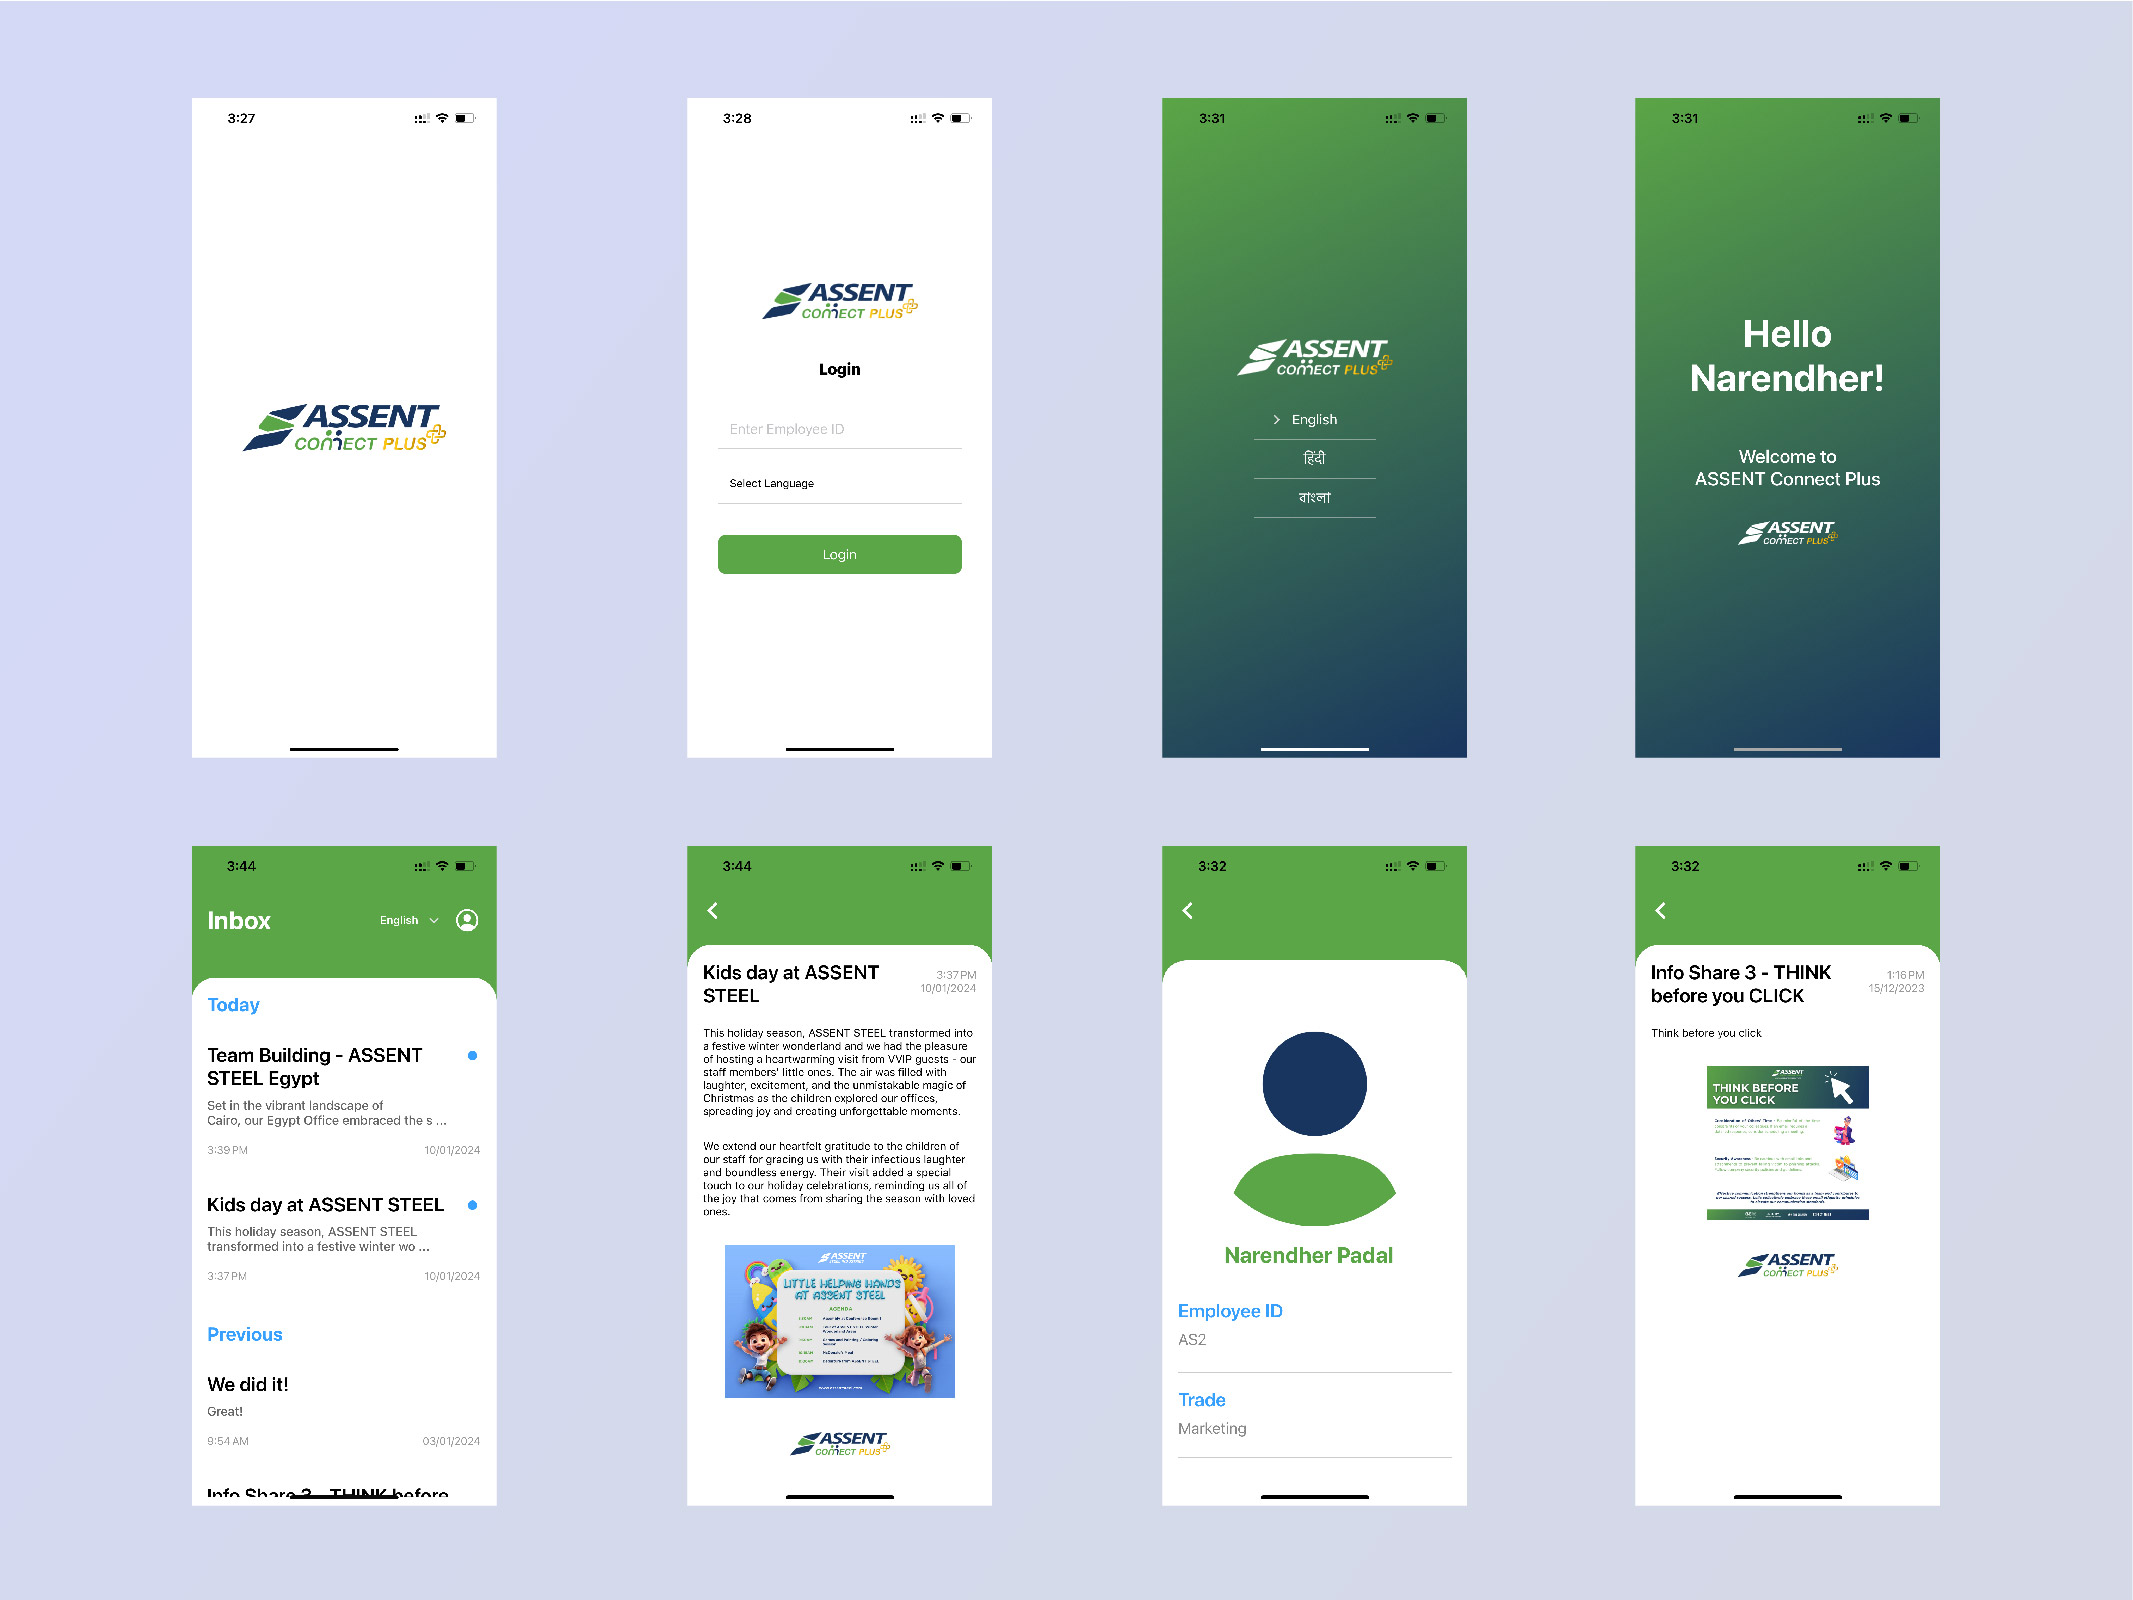 3:27
ASSENT
CONNECT PLUS
3:28
ASSENT
CONNECT PLUS
Login
Enter Employee ID
Select Language
Login
3:31
ASSENT
CONNECT PLUS
English
हिंदी
বাংলা
3:31
Hello
Narendher!
Welcome to
ASSENT Connect Plus
ASSENT
CONNECT PLUS
3:44
Inbox
English
Today
Team Building - ASSENT
STEEL Egypt
Set in the vibrant landscape of
Cairo, our Egypt Office embraced the s ...
3:39 PM
10/01/2024
Kids day at ASSENT STEEL
This holiday season, ASSENT STEEL
transformed into a festive winter wo ...
3:37 PM
10/01/2024
Previous
We did it!
Great!
9:54 AM
03/01/2024
Info Share 3 - THINK before
3:44
Kids day at ASSENT
STEEL
3:37 PM
10/01/2024
This holiday season, ASSENT STEEL transformed into
a festive winter wonderland and we had the pleasure
of hosting a heartwarming visit from VVIP guests - our
staff members' little ones. The air was filled with
laughter, excitement, and the unmistakable magic of
Christmas as the children explored our offices,
spreading joy and creating unforgettable moments.
We extend our heartfelt gratitude to the children of
our staff for gracing us with their infectious laughter
and boundless energy. Their visit added a special
touch to our holiday celebrations, reminding us all of
the joy that comes from sharing the season with loved
ones.
ASSENT
LITTLE HELPING HANDS
AT ASSENT STEEL
AGENDA
ASSENT
CONNECT PLUS
3:32
Narendher Padal
Employee ID
AS2
Trade
Marketing
3:32
Info Share 3 - THINK
before you CLICK
1:16 PM
15/12/2023
Think before you click
ASSENT
THINK BEFORE
YOU CLICK
ASSENT
CONNECT PLUS